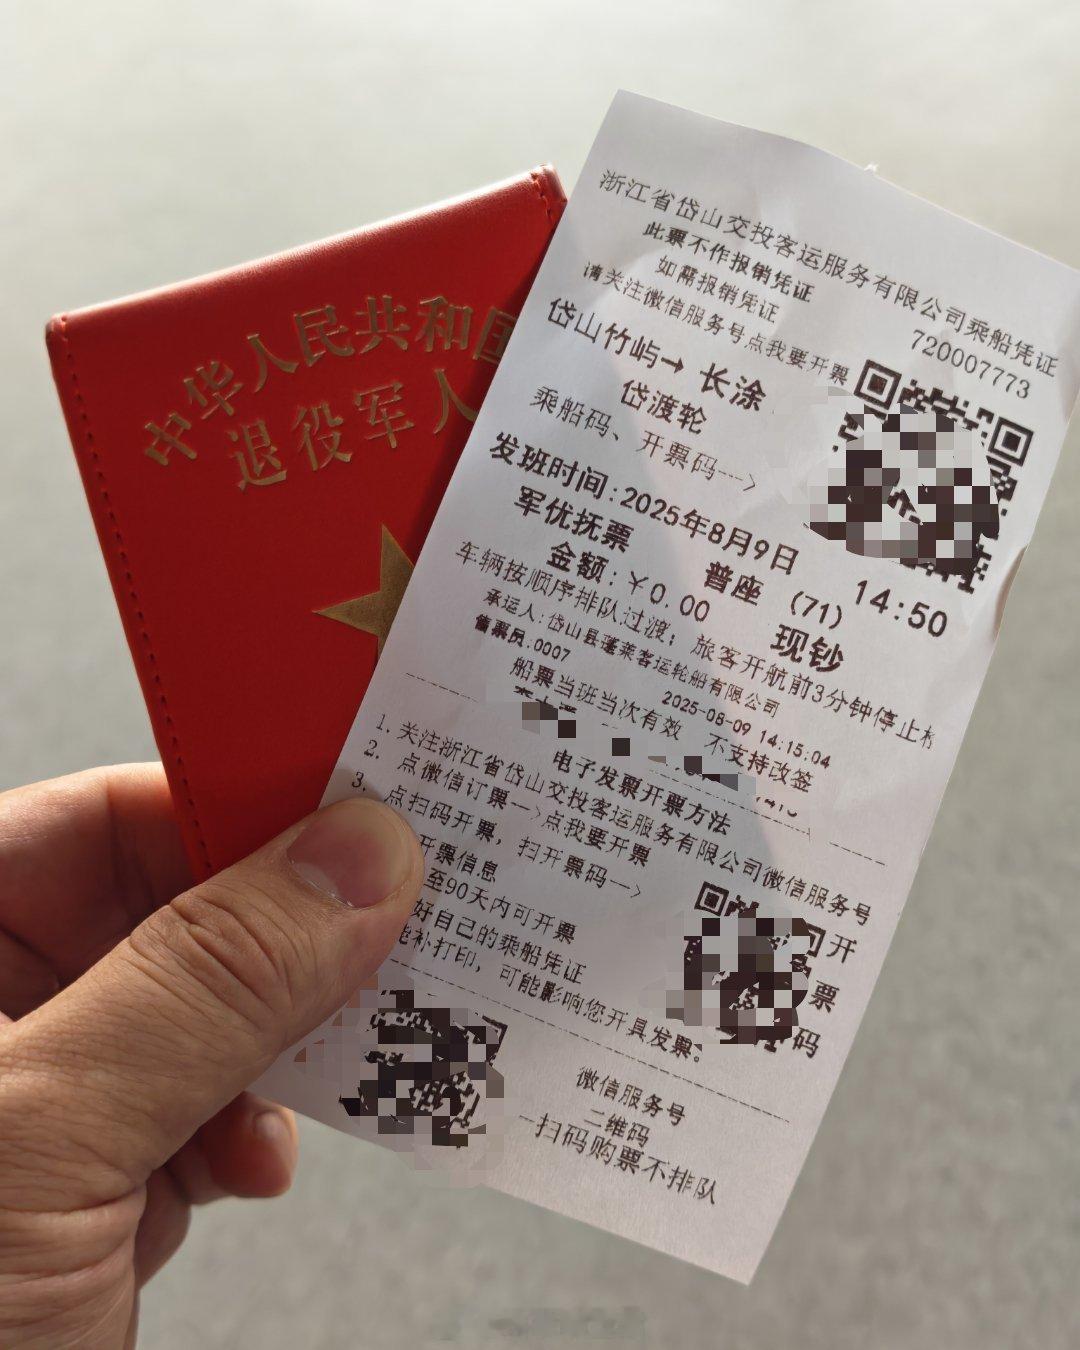 中华人民共和国
退役军人
浙江省岱山交投客运服务有限公司乘船凭证
720007773
此票不作报销凭证
如需报销凭证
请关注微信服务号点我要开票
岱山竹屿→ 长涂
岱渡轮
乘船码、开票码--->
发班时间:2025年8月9日 14:50
军优抚票 普座 (71)
金额:￥0.00 现钞
车辆按顺序排队过渡; 旅客开航前3分钟停止
承运人:岱山县蓬莱客运轮船有限公司
售票员.0007 2025-08-09 14:15:04
船票当班当次有效 不支持改签
电子发票开票方法
1. 关注浙江省岱山交投客运服务有限公司微信服务号
2. 点微信订票—>点我要开票
3. 点扫码开票, 扫开票码—>
开票信息
至90天内可开票
好自己的乘船凭证
能补打印, 可能影响您开具发票。
开
票
码
微信服务号
二维码
扫码购票不排队